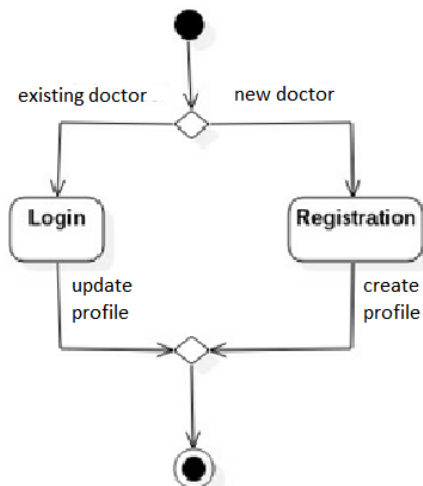 existing doctor
new doctor
Login
Registration
update
profile
create
profile